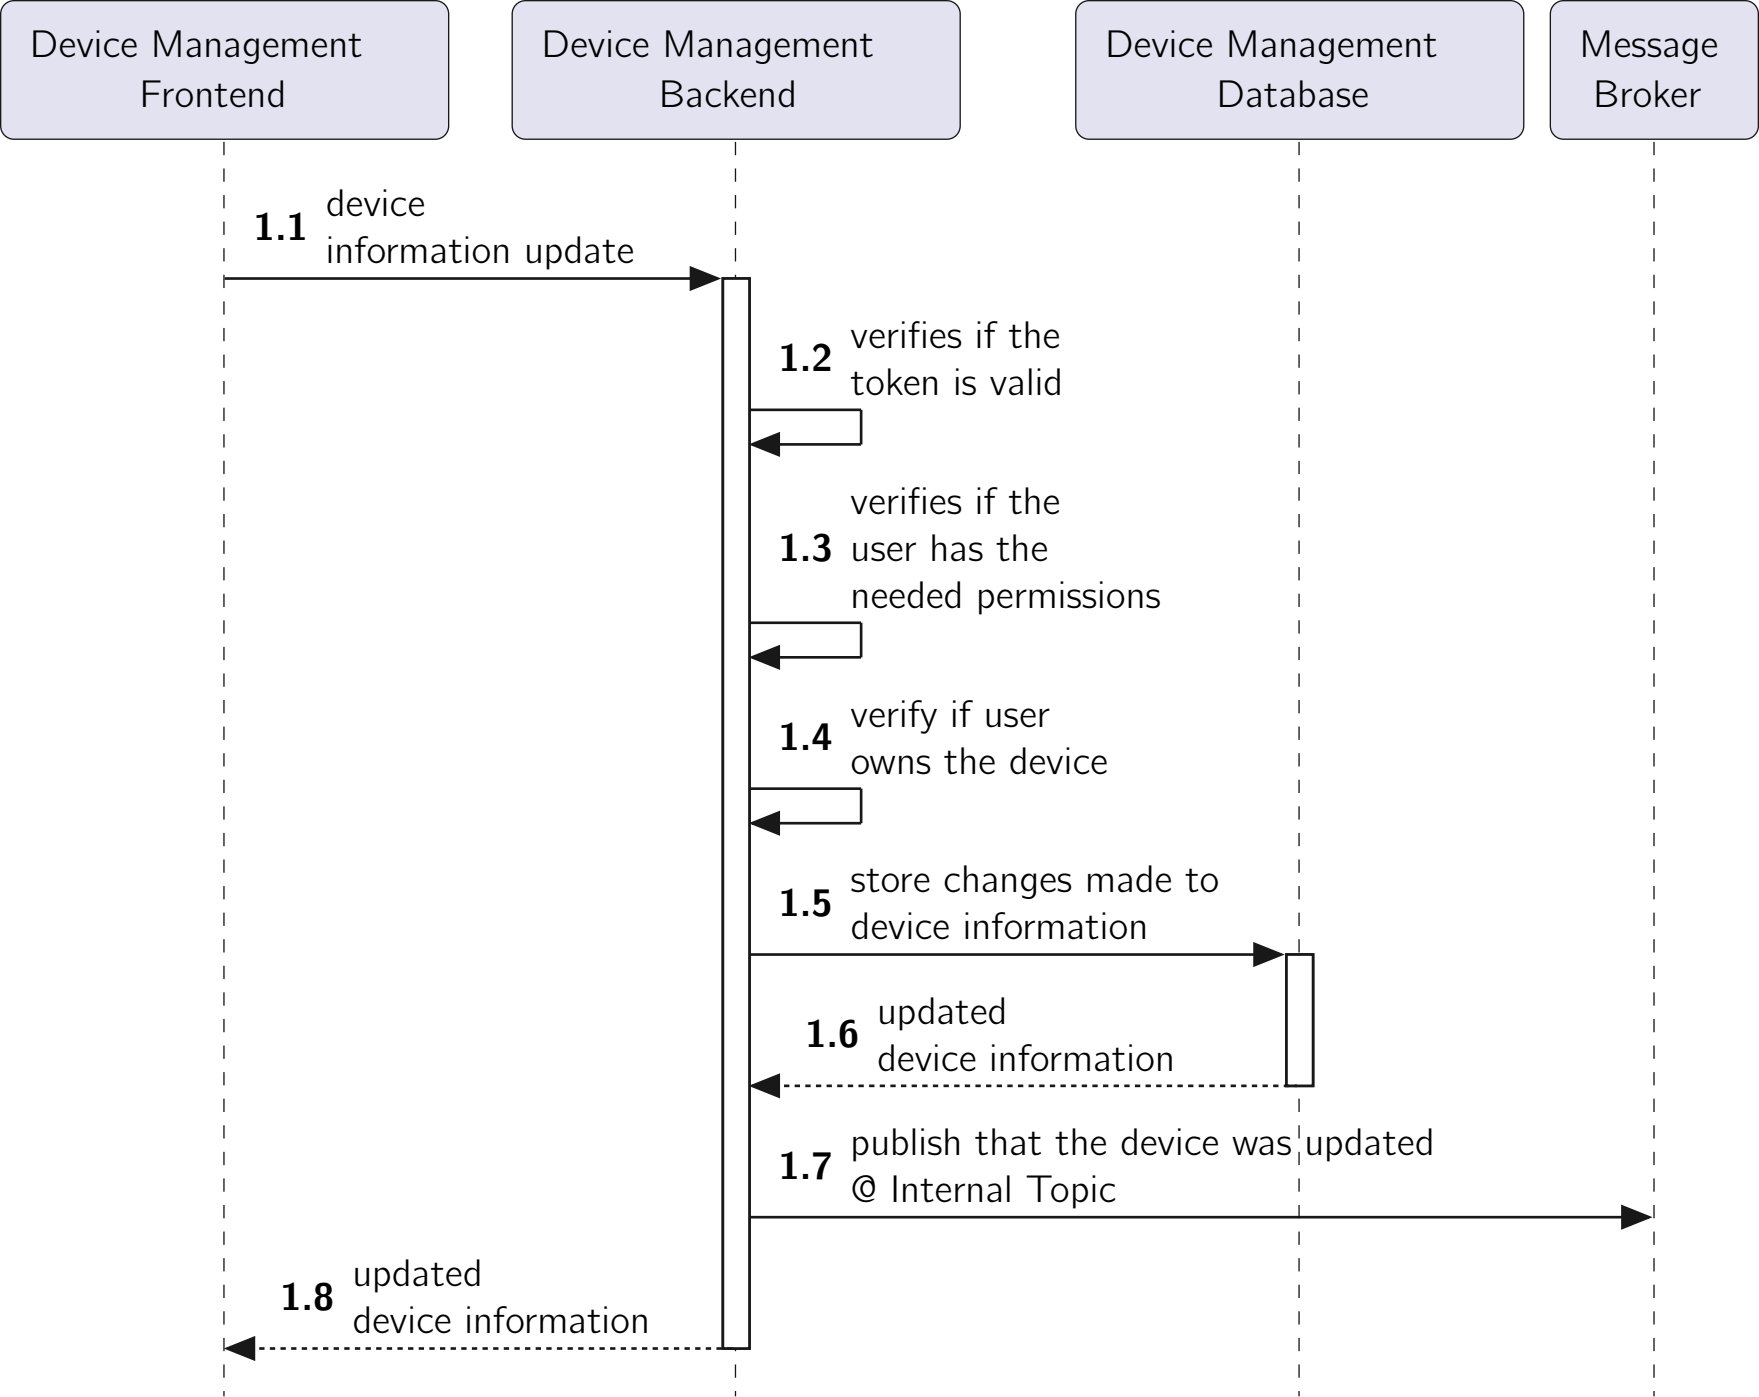 Device Management
Frontend
Device Management
Backend
Device Management
Database
Message
Broker
1.1 device
information update
1.2 verifies if the
token is valid
1.3 verifies if the
user has the
needed permissions
1.4 verify if user
owns the device
1.5 store changes made to
device information
1.6 updated
device information
1.7 publish that the device was updated
@ Internal Topic
1.8 updated
device information